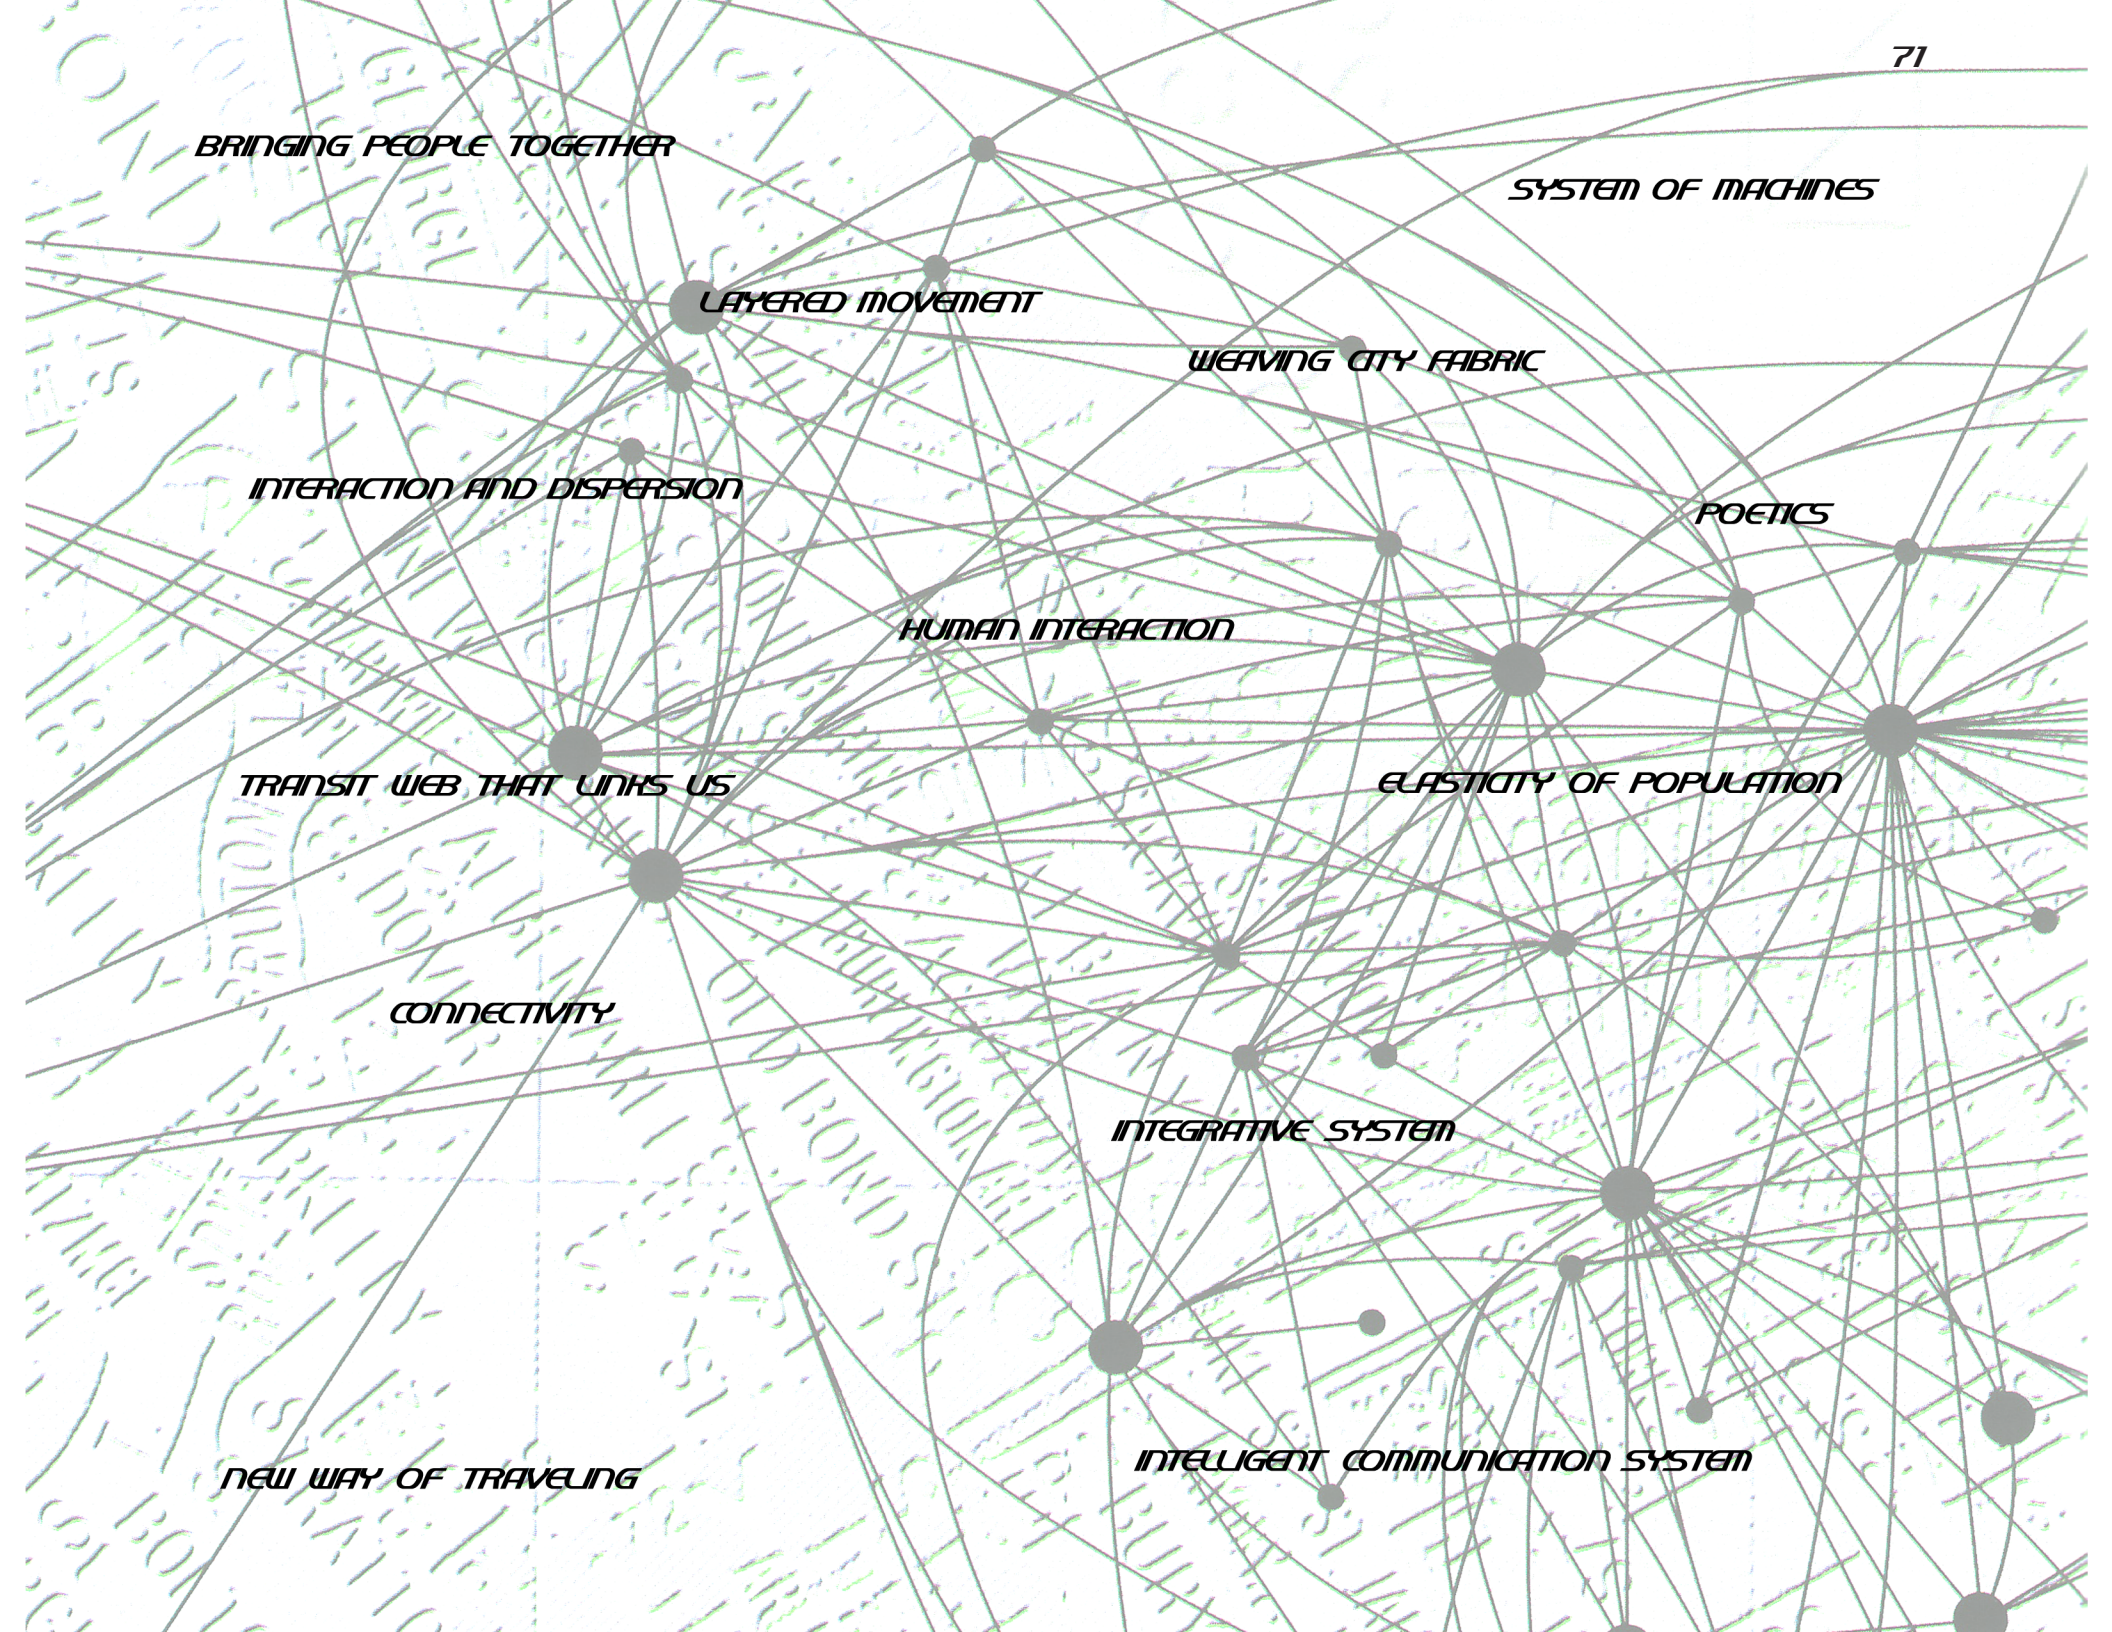 71
BRINGING PEOPLE TOGETHER
SYSTEM OF MACHINES
LAYERED MOVEMENT
WEAVING CITY FABRIC
INTERACTION AND DISPERSION
POETICS
HUMAN INTERACTION
TRANSIT WEB THAT LINKS US
ELASTICITY OF POPULATION
CONNECTIVITY
INTEGRATIVE SYSTEM
INTELLIGENT COMMUNICATION SYSTEM
NEW WAY OF TRAVELING